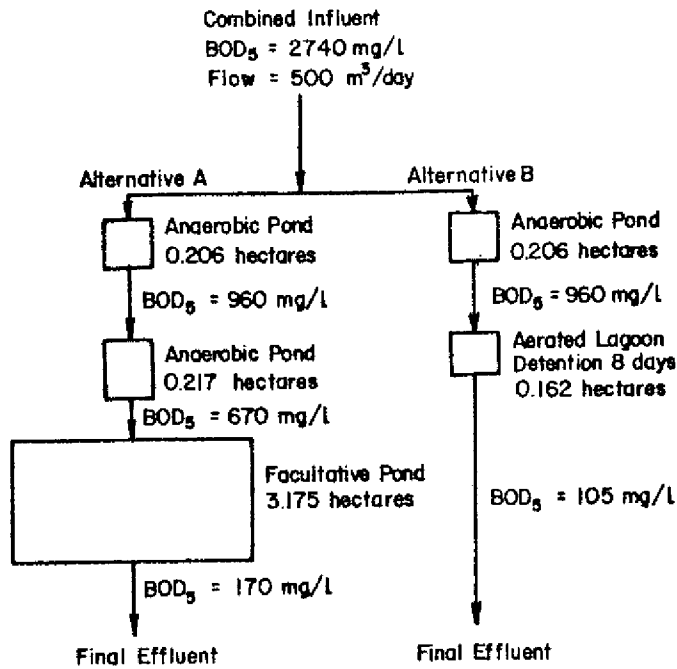 Combined Influent
BOD₅ = 2740 mg/l
Flow = 500 m³/day
Alternative A
Alternative B
Anaerobic Pond
0.206 hectares
BOD₅ = 960 mg/l
Anaerobic Pond
0.217 hectares
BOD₅ = 670 mg/l
Facultative Pond
3.175 hectares
BOD₅ = 170 mg/l
Final Effluent
Anaerobic Pond
0.206 hectares
BOD₅ = 960 mg/l
Aerated Lagoon
Detention 8 days
0.162 hectares
BOD₅ = 105 mg/l
Final Effluent